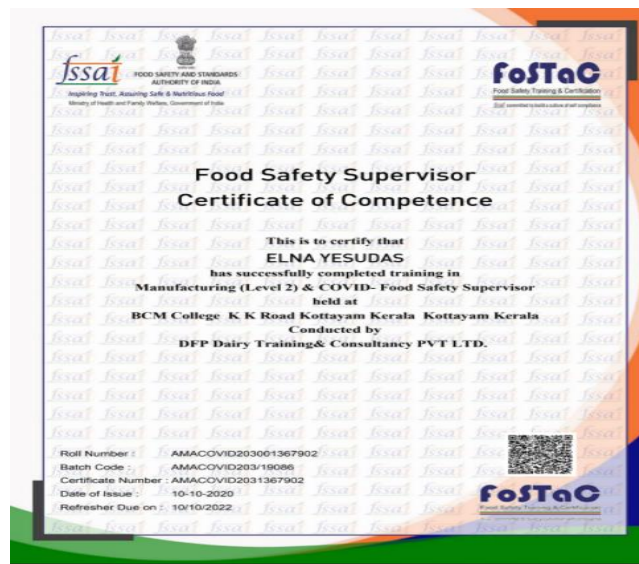 fssai
FOOD SAFETY AND STANDARDS
AUTHORITY OF INDIA
Inspiring Trust, Assuring Safe & Nutritious Food
Ministry of Health and Family Welfare, Government of India
FoSTaC
Food Safety Training & Certification
Food Safety Supervisor
Certificate of Competence
This is to certify that
ELNA YESUDAS
has successfully completed training in
Manufacturing (Level 2) & COVID- Food Safety Supervisor
held at
BCM College K K Road Kottayam Kerala Kottayam Kerala
Conducted by
DFP Dairy Training& Consultancy PVT LTD.
Roll Number : AMACOVID203001367902
Batch Code : AMACOVID203/19086
Certificate Number : AMACOVID2031367902
Date of Issue : 10-10-2020
Refresher Due on : 10/10/2022
FoSTaC
Food Safety Training & Certification